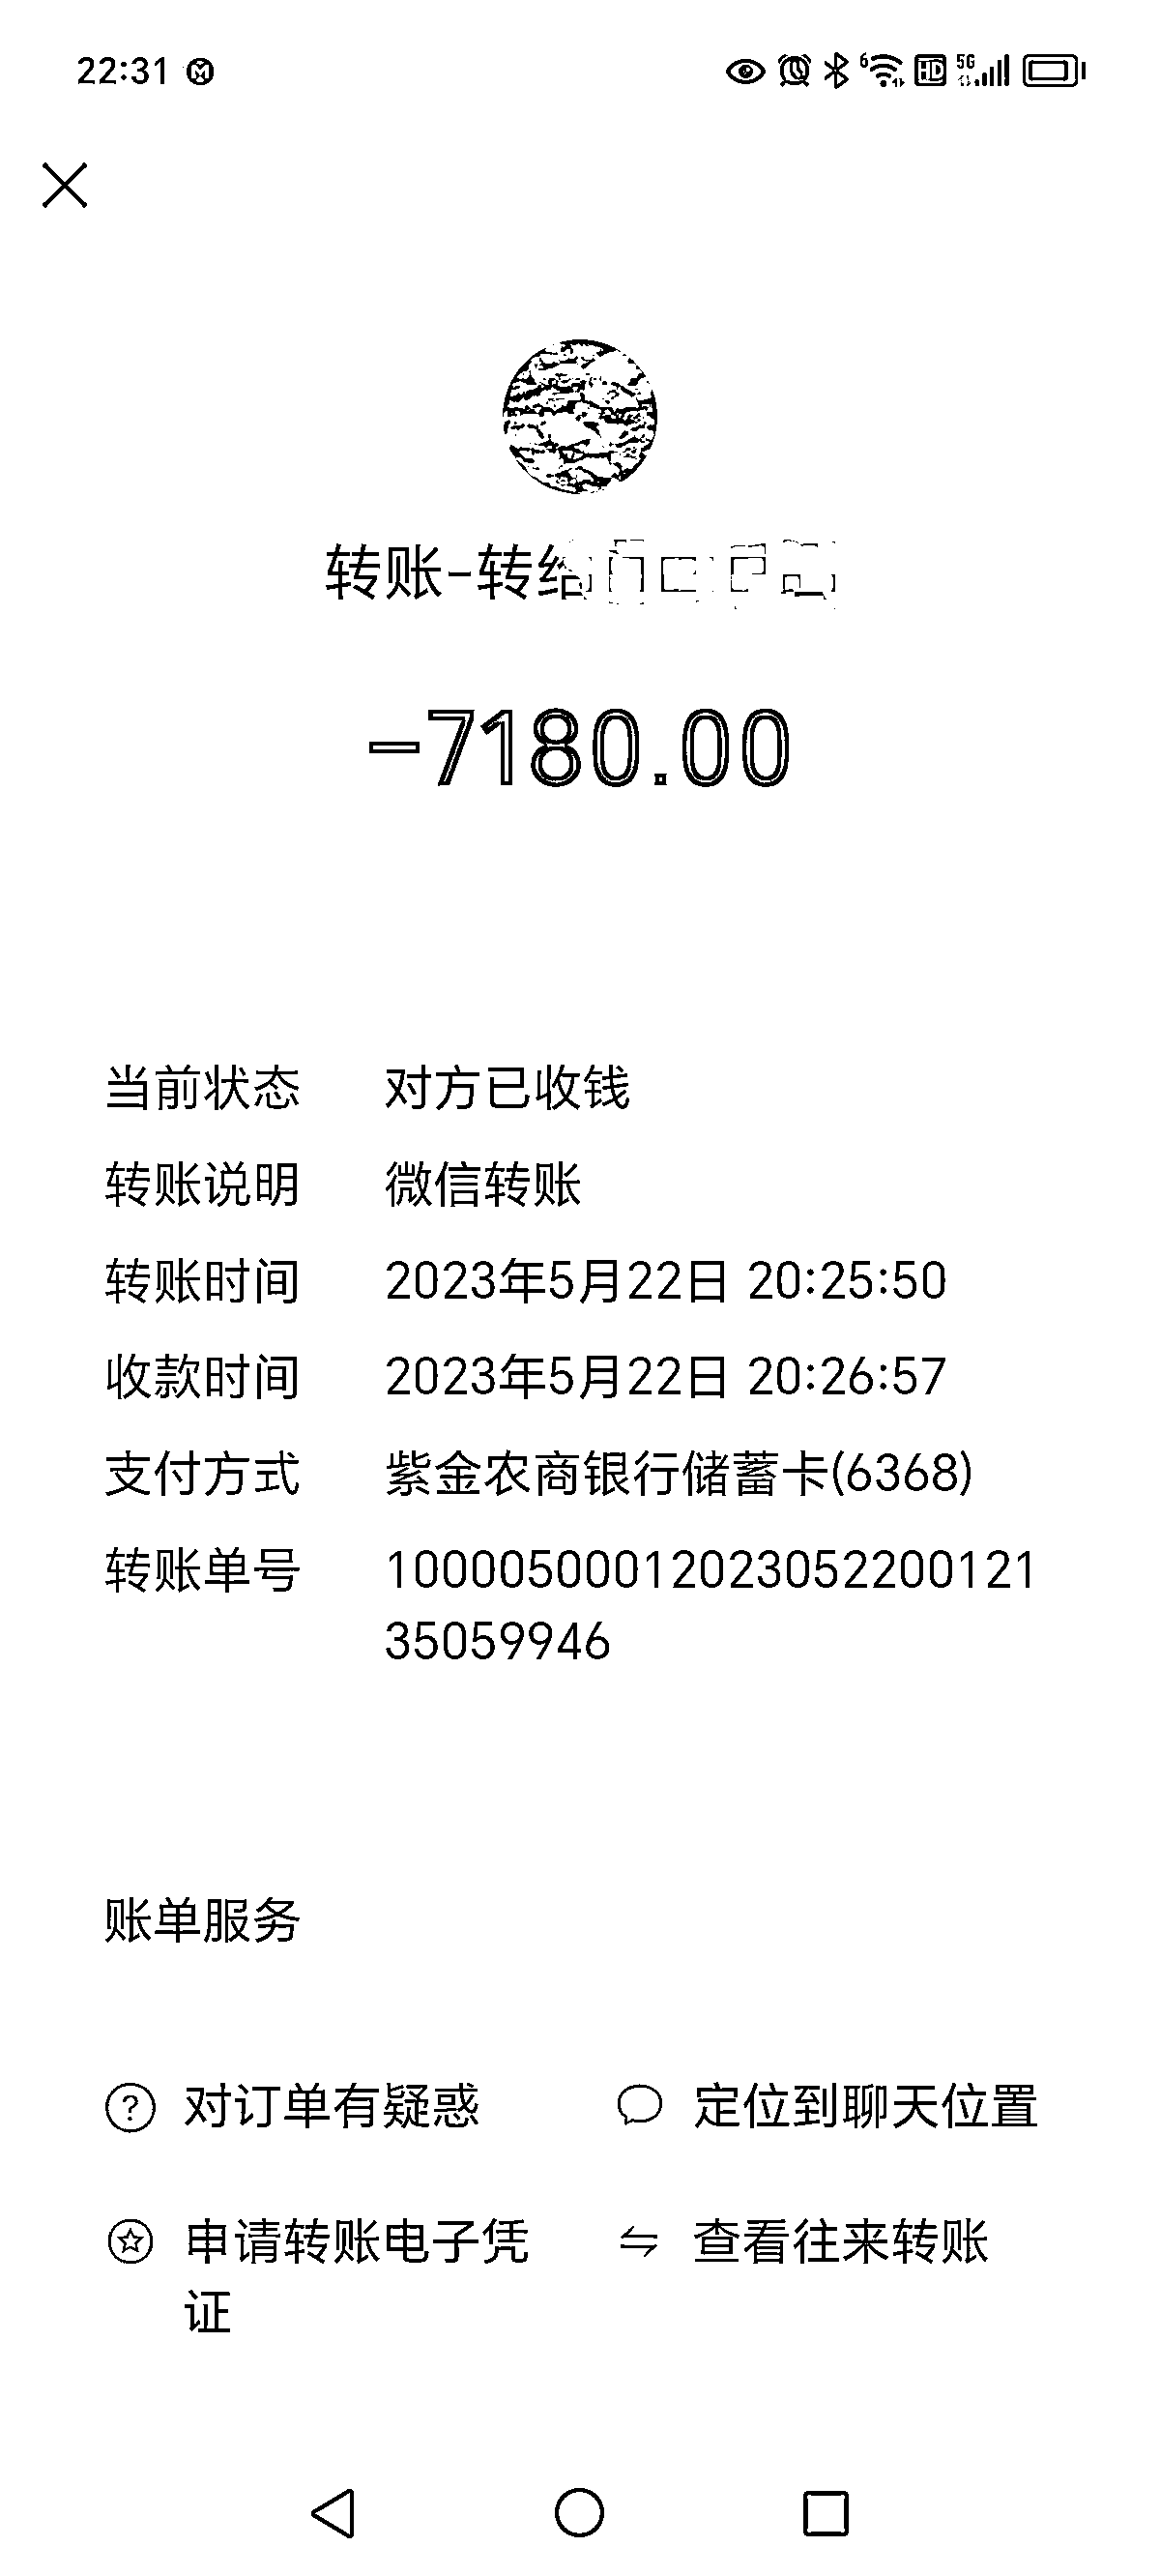 22:31
6 HD 5G
转账-转给
-7180.00
当前状态 对方已收钱
转账说明 微信转账
转账时间 2023年5月22日 20:25:50
收款时间 2023年5月22日 20:26:57
支付方式 紫金农商银行储蓄卡(6368)
转账单号 10000500012023052200121
35059946
账单服务
对订单有疑惑 定位到聊天位置
申请转账电子凭 查看往来转账
证